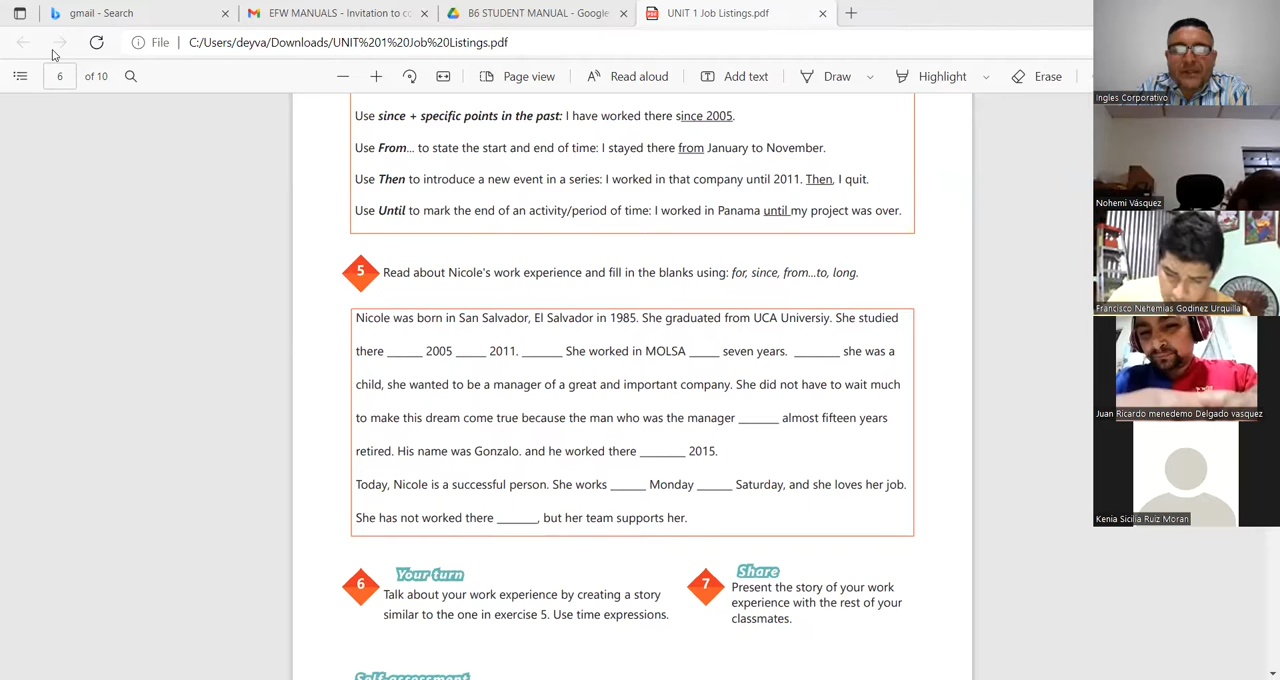 gmail - Search
EFW MANUALS - Invitation to co
B6 STUDENT MANUAL - Google
UNIT 1 Job Listings.pdf
File
C:/Users/deyva/Downloads/UNIT%201%20Job%20Listings.pdf
6 of 10
Page view
Read aloud
Add text
Draw
Highlight
Erase
Use since + specific points in the past: I have worked there since 2005.
Use From... to state the start and end of time: I stayed there from January to November.
Use Then to introduce a new event in a series: I worked in that company until 2011. Then, I quit.
Use Until to mark the end of an activity/period of time: I worked in Panama until my project was over.
5 Read about Nicole's work experience and fill in the blanks using: for, since, from...to, long.
Nicole was born in San Salvador, El Salvador in 1985. She graduated from UCA Universiy. She studied
there ______ 2005 _____ 2011. _______ She worked in MOLSA _____ seven years. ________ she was a
child, she wanted to be a manager of a great and important company. She did not have to wait much
to make this dream come true because the man who was the manager _______ almost fifteen years
retired. His name was Gonzalo. and he worked there ________ 2015.
Today, Nicole is a successful person. She works ______ Monday ______ Saturday, and she loves her job.
She has not worked there _______, but her team supports her.
6 Your turn
Talk about your work experience by creating a story
similar to the one in exercise 5. Use time expressions.
7 Share
Present the story of your work
experience with the rest of your
classmates.
Self-assessment
Ingles Corporativo
Nohemi Vásquez
Francisco Nehemias Godinez Urquilla
Juan Ricardo menedemo Delgado vasquez
Kenia Sicilia Ruiz Moran